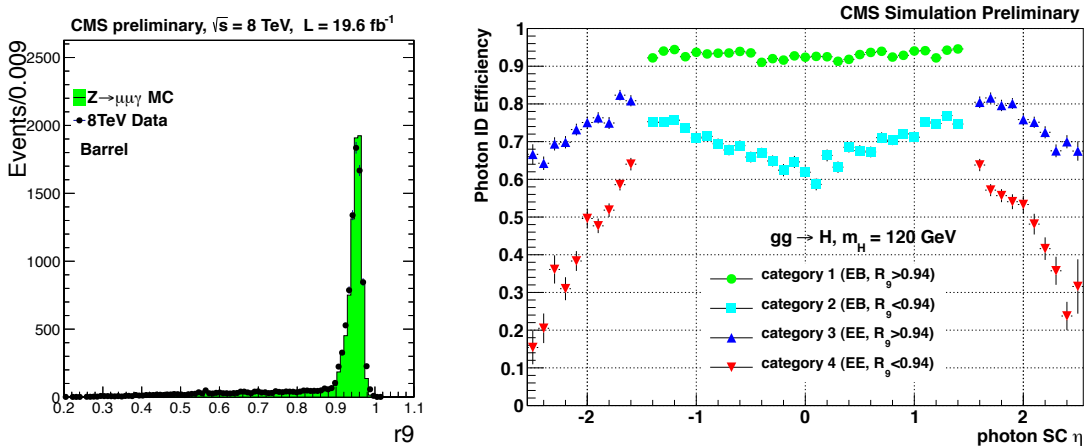 CMS preliminary, √s = 8 TeV, L = 19.6 fb⁻¹
Events/0.009
2500
2000
1500
1000
500
0
Z→μμγ MC
8TeV Data
Barrel
0.2 0.3 0.4 0.5 0.6 0.7 0.8 0.9 1 1.1
r9
CMS Simulation Preliminary
Photon ID Efficiency
1
0.9
0.8
0.7
0.6
0.5
0.4
0.3
0.2
0.1
0
gg → H, m_H = 120 GeV
category 1 (EB, R₉>0.94)
category 2 (EB, R₉<0.94)
category 3 (EE, R₉>0.94)
category 4 (EE, R₉<0.94)
-2 -1 0 1 2
photon SC η